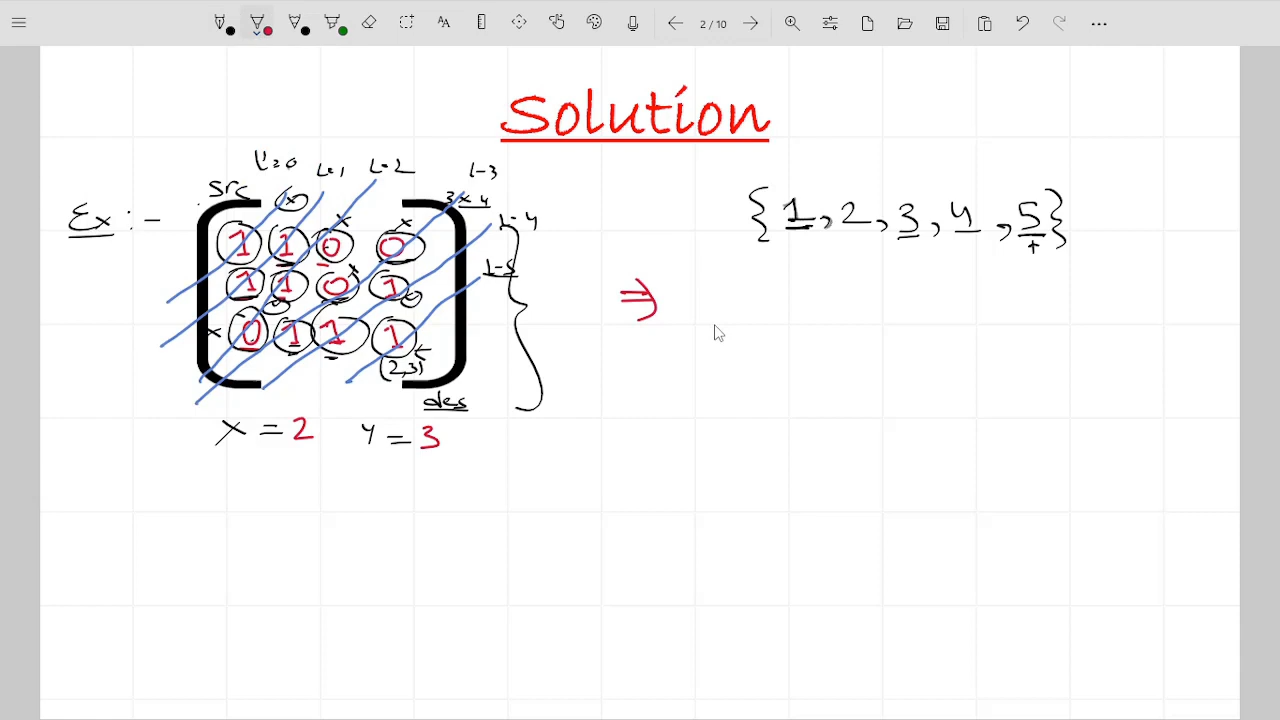 2 / 10
Solution
L=0 L=1 L-2 L-3
src 3x4
Ex :- {1, 2, 3, 4, 5}
L-4
1 1 0 0
L-5
1 1 0 1
0 1 1 1
(2,3)
des
x = 2 y = 3